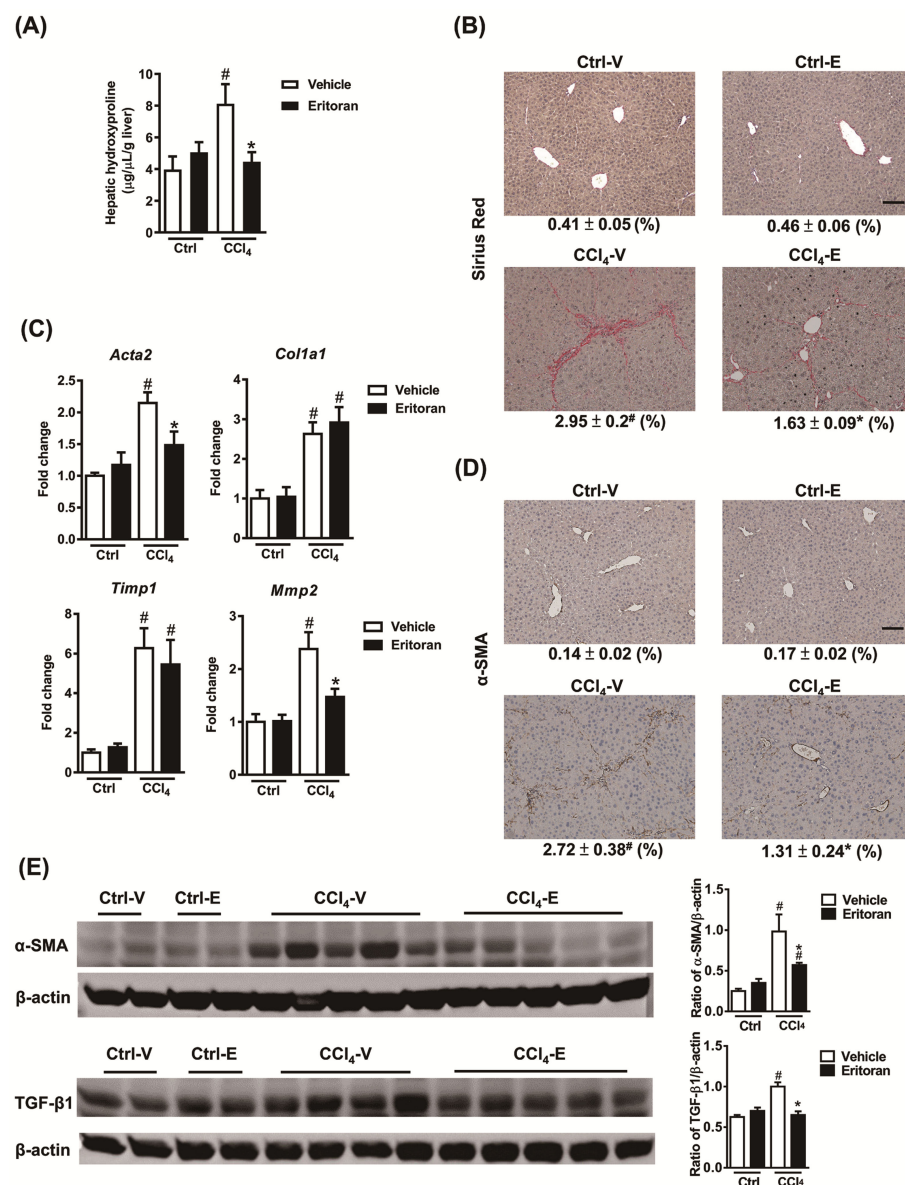 (A)
Hepatic hydroxyproline
(μg/μL/g liver)
10
8
6
4
2
0
#
*
Vehicle
Eritoran
Ctrl
CCl₄
(B)
Sirius Red
Ctrl-V
Ctrl-E
0.41 ± 0.05 (%)
0.46 ± 0.06 (%)
CCl₄-V
CCl₄-E
2.95 ± 0.2# (%)
1.63 ± 0.09* (%)
(C)
Acta2
Fold change
2.5
2.0
1.5
1.0
0.5
0.0
#
*
Ctrl
CCl₄
Col1a1
Fold change
4
3
2
1
0
# #
Vehicle
Eritoran
Ctrl
CCl₄
Timp1
Fold change
8
6
4
2
0
# #
Ctrl
CCl₄
Mmp2
Fold change
3
2
1
0
#
*
Vehicle
Eritoran
Ctrl
CCl₄
(D)
α-SMA
Ctrl-V
Ctrl-E
0.14 ± 0.02 (%)
0.17 ± 0.02 (%)
CCl₄-V
CCl₄-E
2.72 ± 0.38# (%)
1.31 ± 0.24* (%)
(E)
Ctrl-V Ctrl-E CCl₄-V CCl₄-E
α-SMA
β-actin
Ratio of α-SMA/β-actin
1.5
1.0
0.5
0.0
#
*
#
Vehicle
Eritoran
Ctrl
CCl4
Ctrl-V Ctrl-E CCl₄-V CCl₄-E
TGF-β1
β-actin
Ratio of TGF-β1/β-actin
1.5
1.0
0.5
0.0
#
*
Vehicle
Eritoran
Ctrl
CCl4